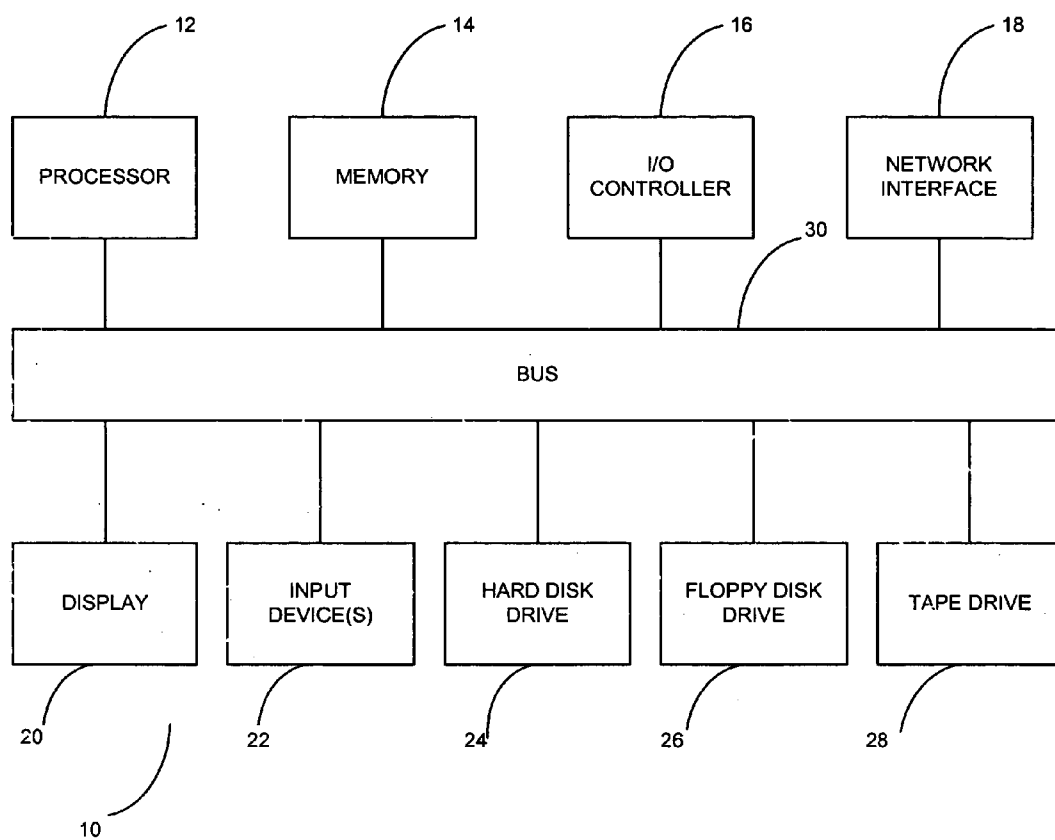 12
14
16
18
PROCESSOR
MEMORY
I/O
CONTROLLER
NETWORK
INTERFACE
30
BUS
DISPLAY
INPUT
DEVICE(S)
HARD DISK
DRIVE
FLOPPY DISK
DRIVE
TAPE DRIVE
20
22
24
26
28
10